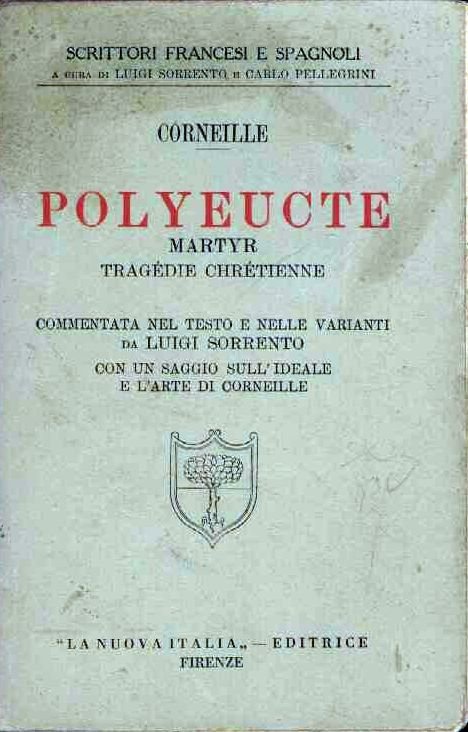 SCRITTORI FRANCESI E SPAGNOLI
A CURA DI LUIGI SORRENTO E CARLO PELLEGRINI
CORNEILLE
POLYEUCTE
MARTYR
TRAGÉDIE CHRÉTIENNE
COMMENTATA NEL TESTO E NELLE VARIANTI
DA LUIGI SORRENTO
CON UN SAGGIO SULL'IDEALE
E L'ARTE DI CORNEILLE
"LA NUOVA ITALIA„ — EDITRICE
FIRENZE